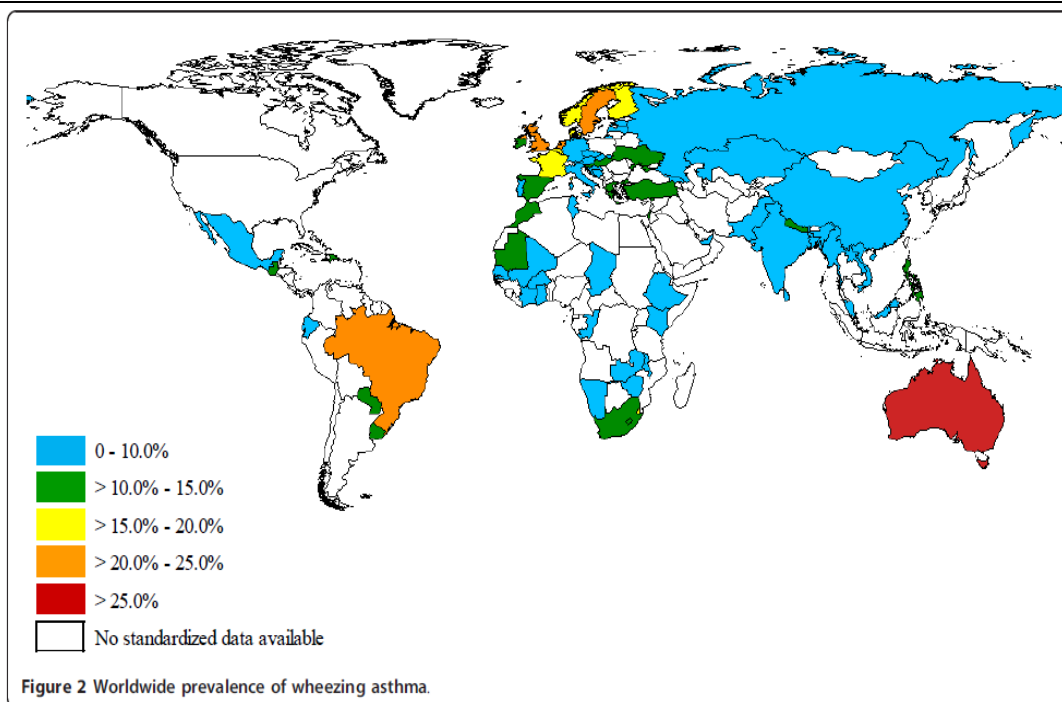 0 - 10.0%
> 10.0% - 15.0%
> 15.0% - 20.0%
> 20.0% - 25.0%
> 25.0%
No standardized data available
Figure 2 Worldwide prevalence of wheezing asthma.